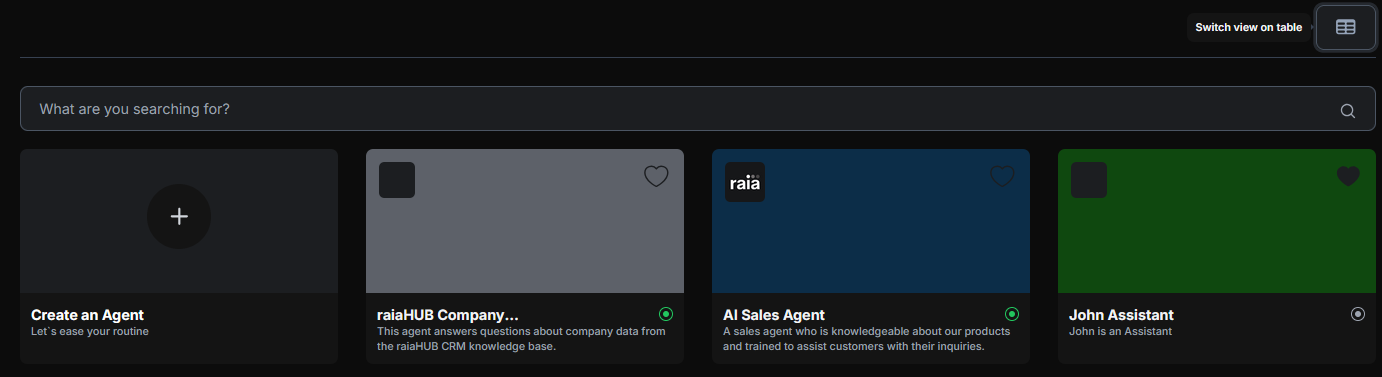 Switch view on table
What are you searching for?
raia
Create an Agent
Let`s ease your routine
raiaHUB Company...
This agent answers questions about company data from
the raiaHUB CRM knowledge base.
AI Sales Agent
A sales agent who is knowledgeable about our products
and trained to assist customers with their inquiries.
John Assistant
John is an Assistant